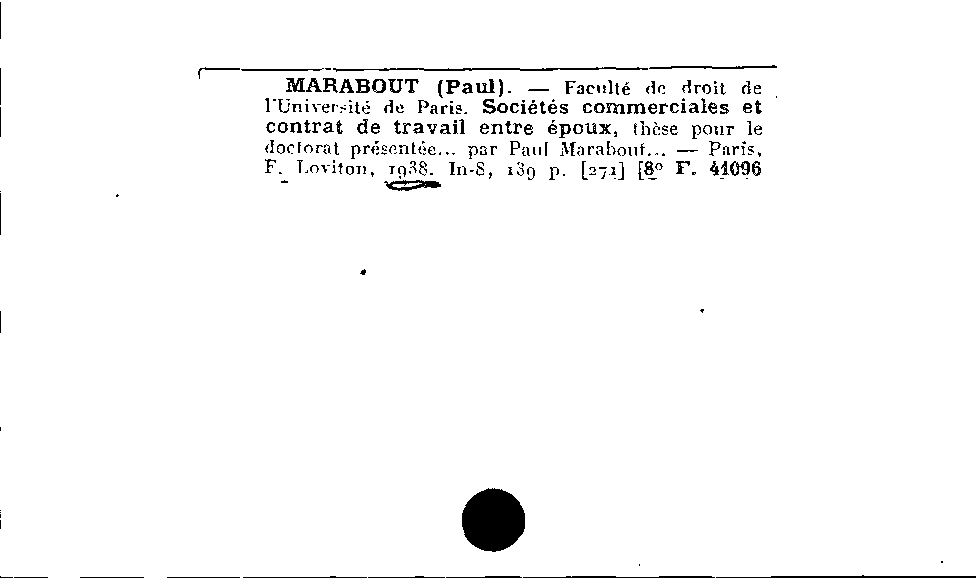 MARABOUT (Paul). — Faculté de droit de
l'Université de Paris. Sociétés commerciales et
contrat de travail entre époux, thèse pour le
doctorat présentée... par Paul Marabout... — Paris,
F. Loviton, 1938. In-8, 139 p. [271] [8° F. 41096